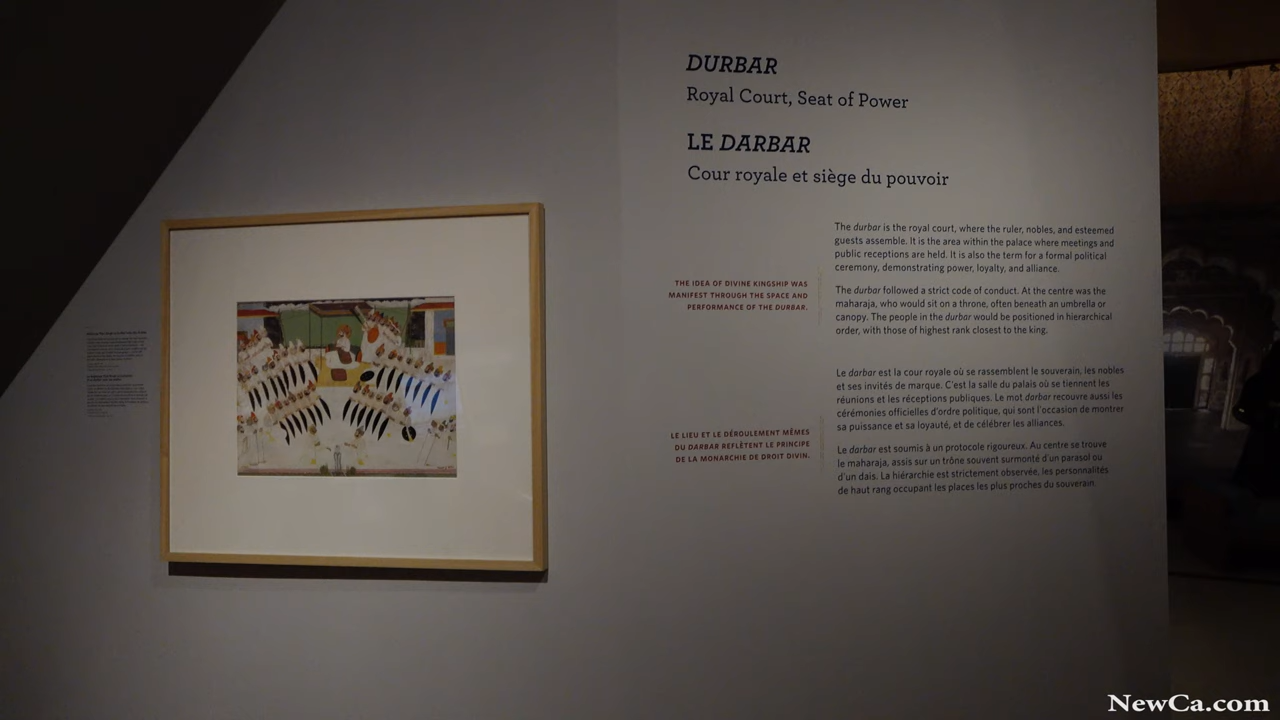 DURBAR
Royal Court, Seat of Power
LE DARBAR
Cour royale et siège du pouvoir
The durbar is the royal court, where the ruler, nobles, and esteemed
guests assemble. It is the area within the palace where meetings and
public receptions are held. It is also the term for a formal political
ceremony, demonstrating power, loyalty, and alliance.
THE IDEA OF DIVINE KINGSHIP WAS
MANIFEST THROUGH THE SPACE AND
PERFORMANCE OF THE DURBAR.
The durbar followed a strict code of conduct. At the centre was the
maharaja, who would sit on a throne, often beneath an umbrella or
canopy. The people in the durbar would be positioned in hierarchical
order, with those of highest rank closest to the king.
Le darbar est la cour royale où se rassemblent le souverain, les nobles
et ses invités de marque. C'est la salle du palais où se tiennent les
réunions et les réceptions publiques. Le mot darbar recouvre aussi les
cérémonies officielles d'ordre politique, qui sont l'occasion de montrer
sa puissance et sa loyauté, et de célébrer les alliances.
LE LIEU ET LE DÉROULEMENT MÊMES
DU DARBAR REFLÈTENT LE PRINCIPE
DE LA MONARCHIE DE DROIT DIVIN.
Le darbar est soumis à un protocole rigoureux. Au centre se trouve
le maharaja, assis sur un trône souvent surmonté d'un parasol ou
d'un dais. La hiérarchie est strictement observée, les personnalités
de haut rang occupant les places les plus proches du souverain.
NewCa.com